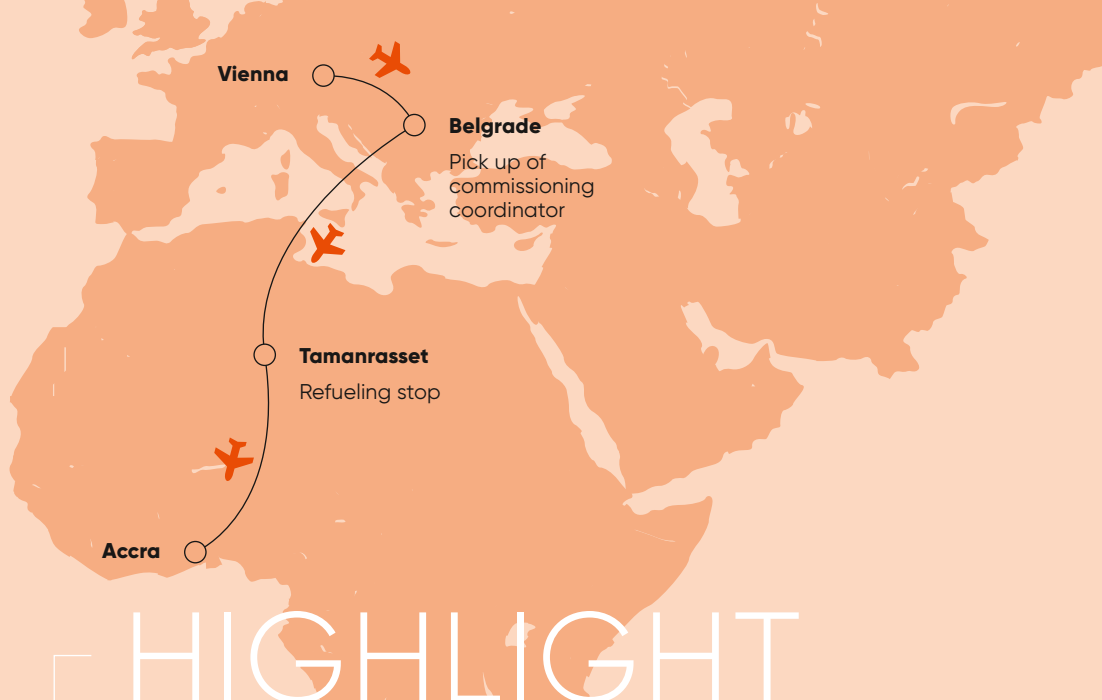 Vienna
Belgrade
Pick up of
commissioning
coordinator
Tamanrasset
Refueling stop
Accra
HIGHLIGHT